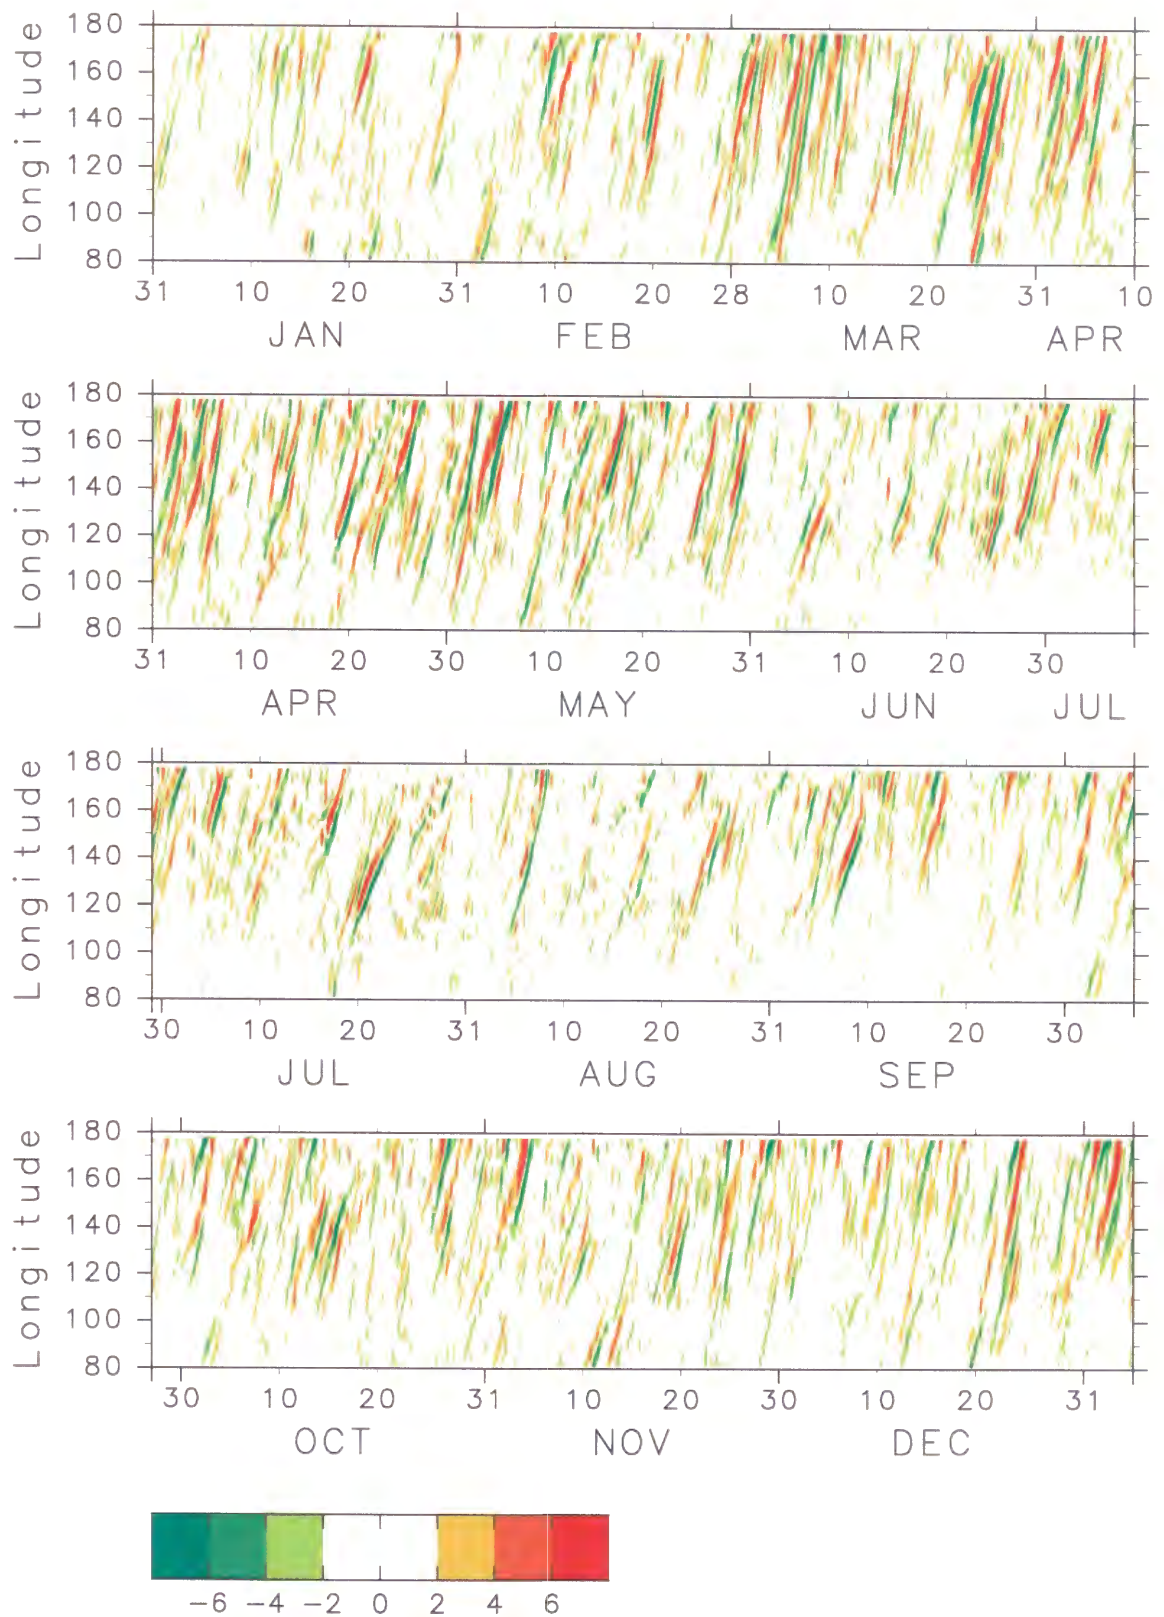 Longitude
180
160
140
120
100
80
31 10 20 31 10 20 28 10 20 31 10
JAN FEB MAR APR
Longitude
180
160
140
120
100
80
31 10 20 30 10 20 31 10 20 30
APR MAY JUN JUL
Longitude
180
160
140
120
100
80
30 10 20 31 10 20 31 10 20 30
JUL AUG SEP
Longitude
180
160
140
120
100
80
30 10 20 31 10 20 30 10 20 31
OCT NOV DEC
−6 −4 −2 0 2 4 6